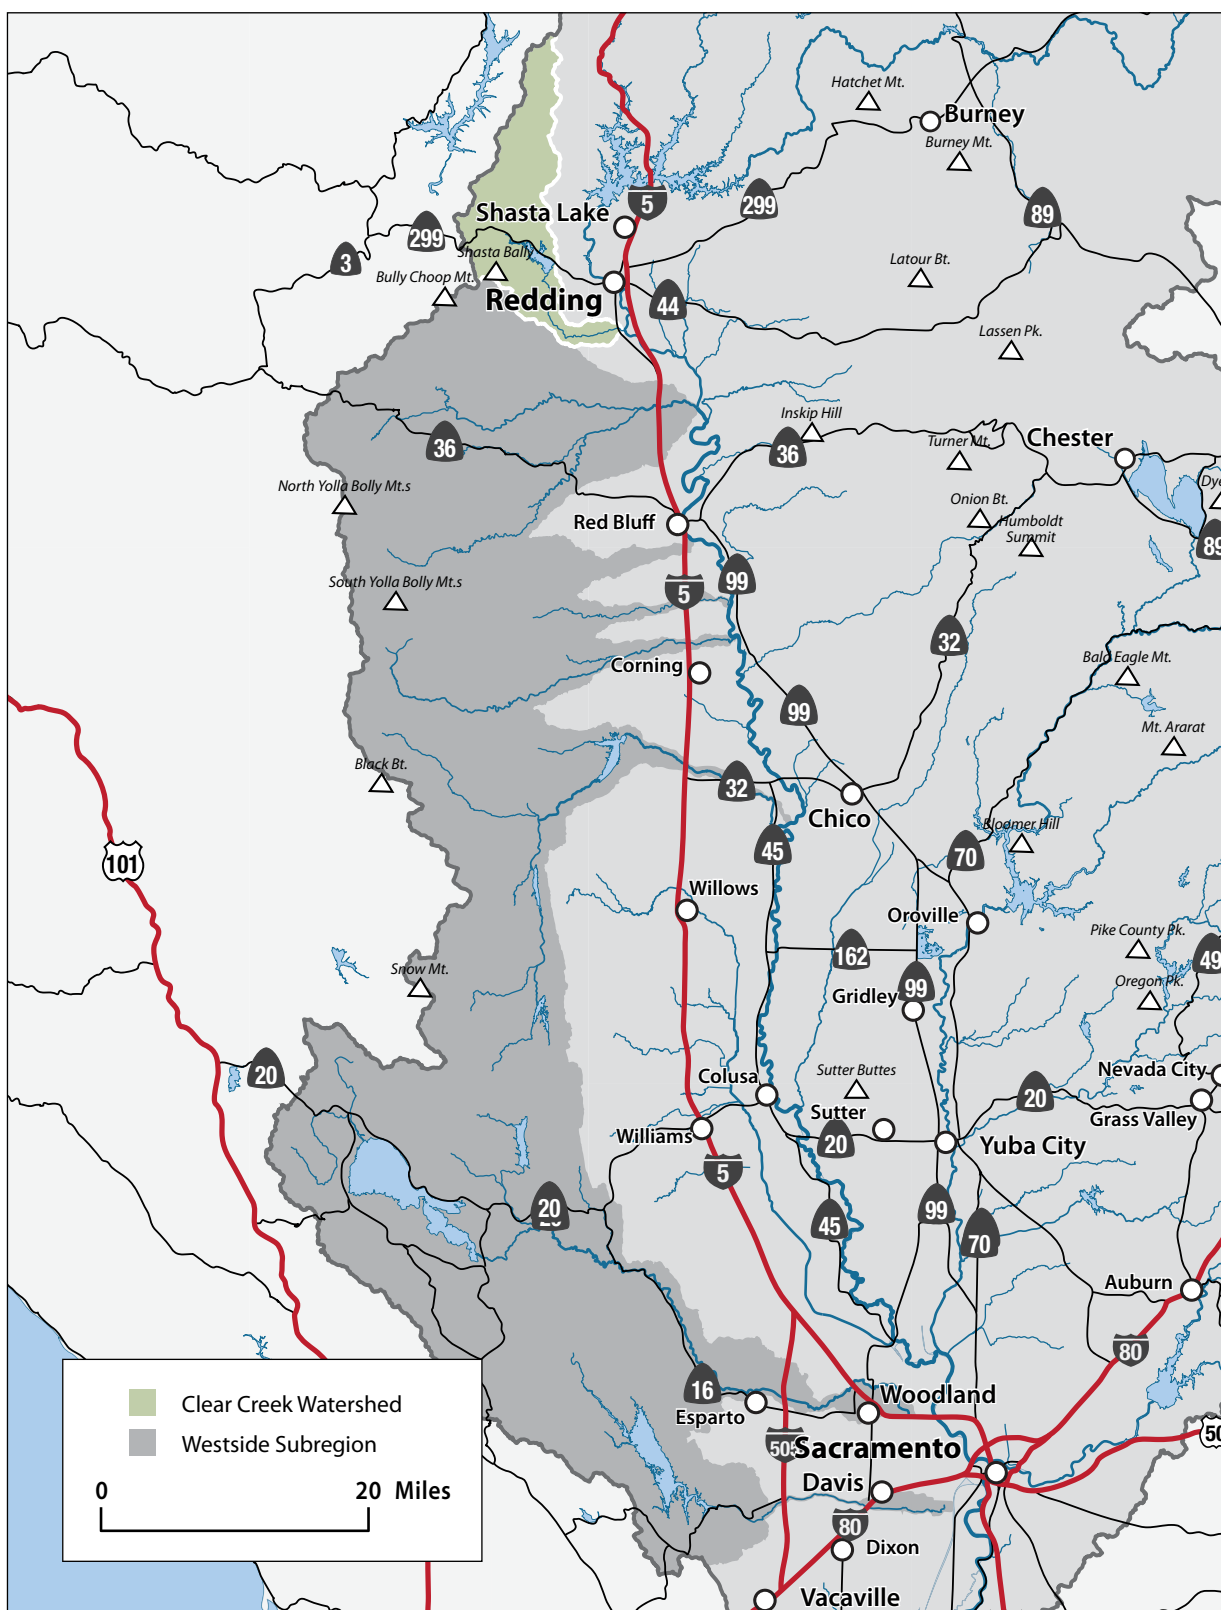 Hatchet Mt.
Burney
Burney Mt.
5
299
89
Shasta Lake
299
3
Shasta Bally
Bully Choop Mt.
Latour Bt.
Redding
44
Lassen Pk.
Inskip Hill
36
36
Turner Mt.
Chester
North Yolla Bolly Mt.s
Onion Bt.
Dye
Red Bluff
Humboldt
Summit
89
99
5
South Yolla Bolly Mt.s
32
Corning
Bald Eagle Mt.
99
Mt. Ararat
Black Bt.
32
Chico
Bloomer Hill
45
70
101
Willows
Oroville
Pike County Pk.
162
49
Snow Mt.
99
Gridley
Oregon Pk.
20
Colusa
Sutter Buttes
Nevada City
20
Sutter
Grass Valley
Williams
20
Yuba City
5
20
99
45
70
Auburn
80
16
Woodland
Esparto
505
Sacramento
50
Davis
80
Dixon
Vacaville
Clear Creek Watershed
Westside Subregion
0 20 Miles